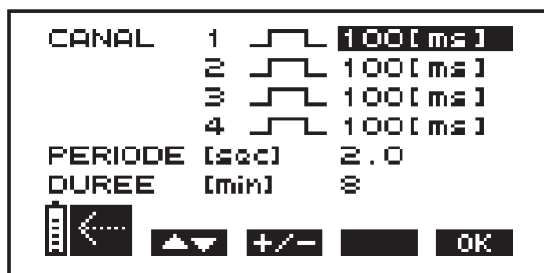 CANAL 1 100[ms]
2 100[ms]
3 100[ms]
4 100[ms]
PERIODE [sec] 2.0
DUREE [min] 8
+/- OK